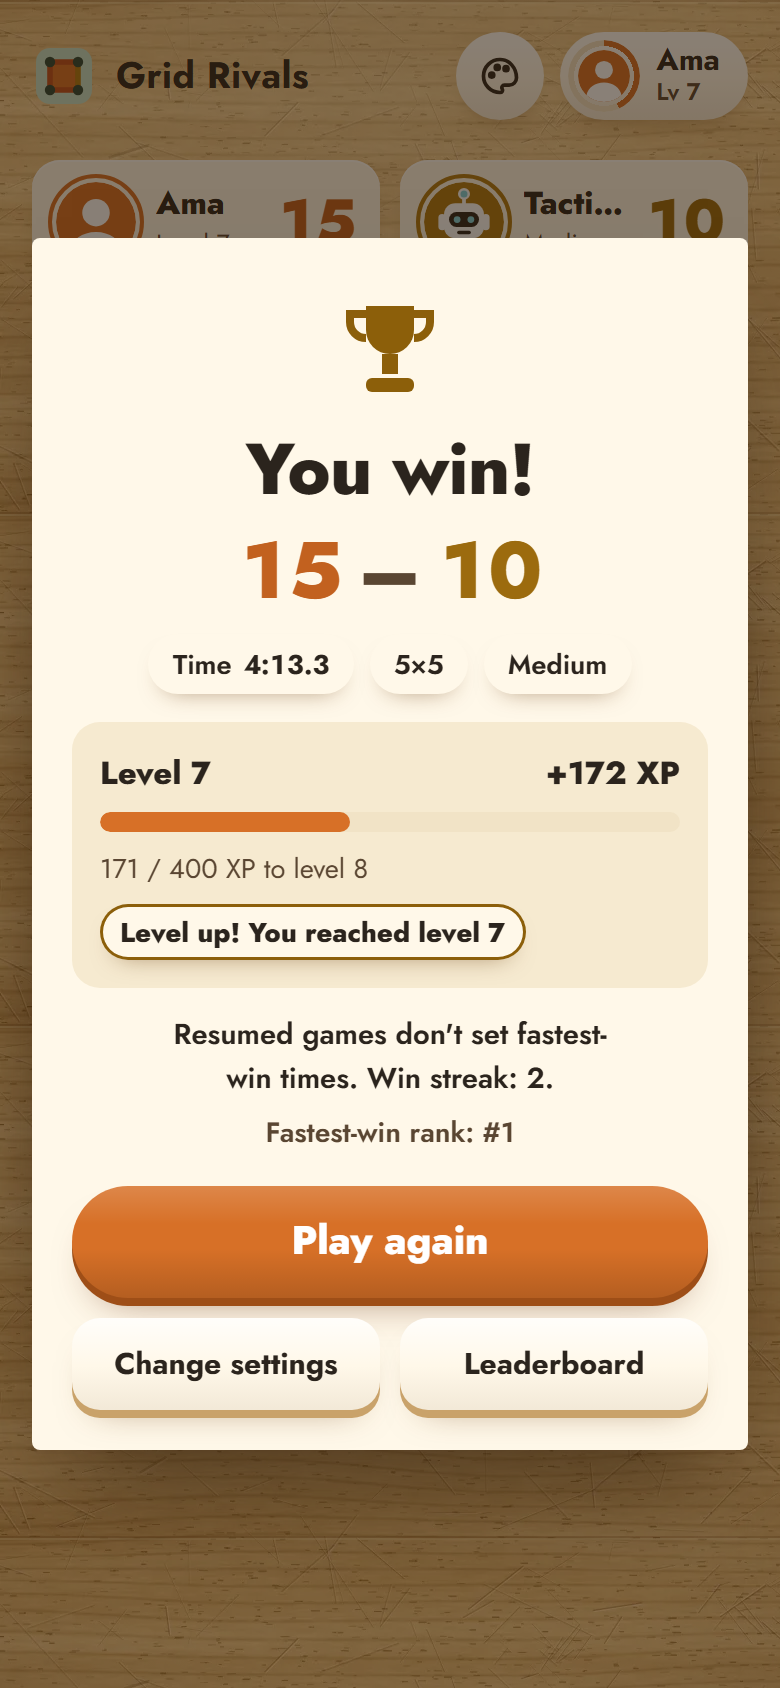 Grid Rivals
Ama
Lv 7
Ama
15
Tacti...
10
You win!
15 – 10
Time 4:13.3
5×5
Medium
Level 7
+172 XP
171 / 400 XP to level 8
Level up! You reached level 7
Resumed games don't set fastest-
win times. Win streak: 2.
Fastest-win rank: #1
Play again
Change settings
Leaderboard